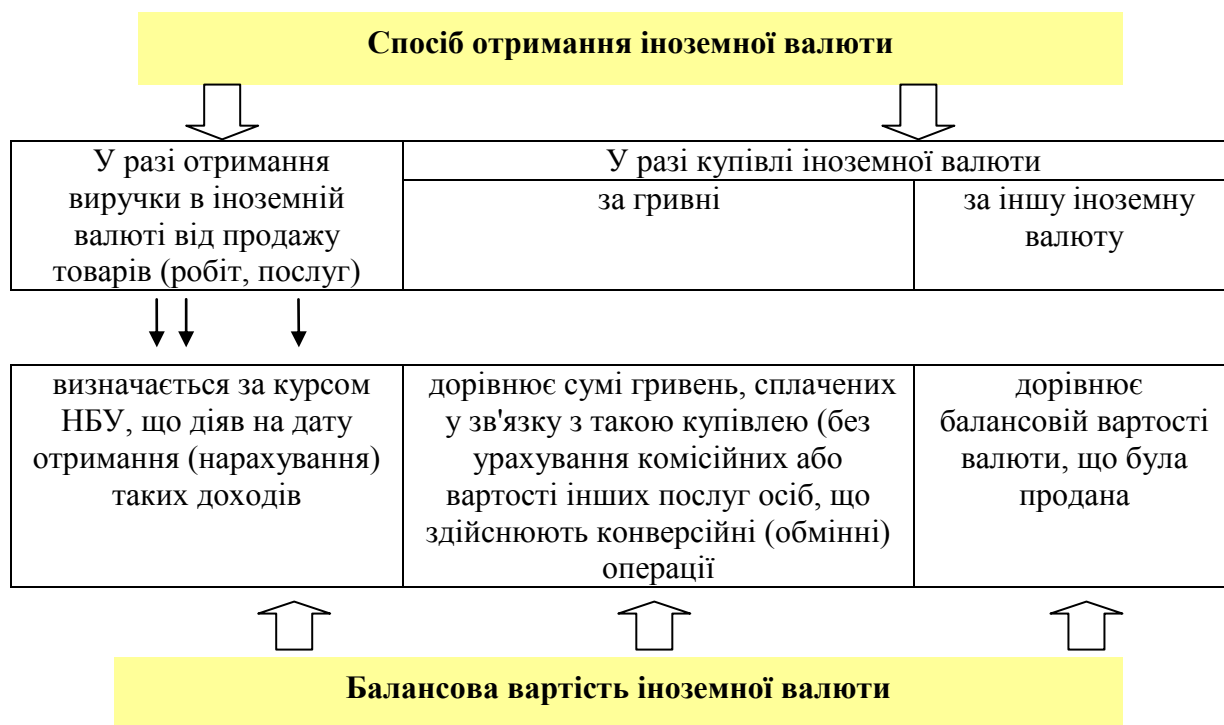 Спосіб отримання іноземної валюти
У разі отримання
виручки в іноземній
валюті від продажу
товарів (робіт, послуг)
У разі купівлі іноземної валюти
за гривні
за іншу іноземну
валюту
визначається за курсом
НБУ, що діяв на дату
отримання (нарахування)
таких доходів
дорівнює сумі гривень, сплачених
у зв'язку з такою купівлею (без
урахування комісійних або
вартості інших послуг осіб, що
здійснюють конверсійні (обмінні)
операції
дорівнює
балансовій вартості
валюти, що була
продана
Балансова вартість іноземної валюти